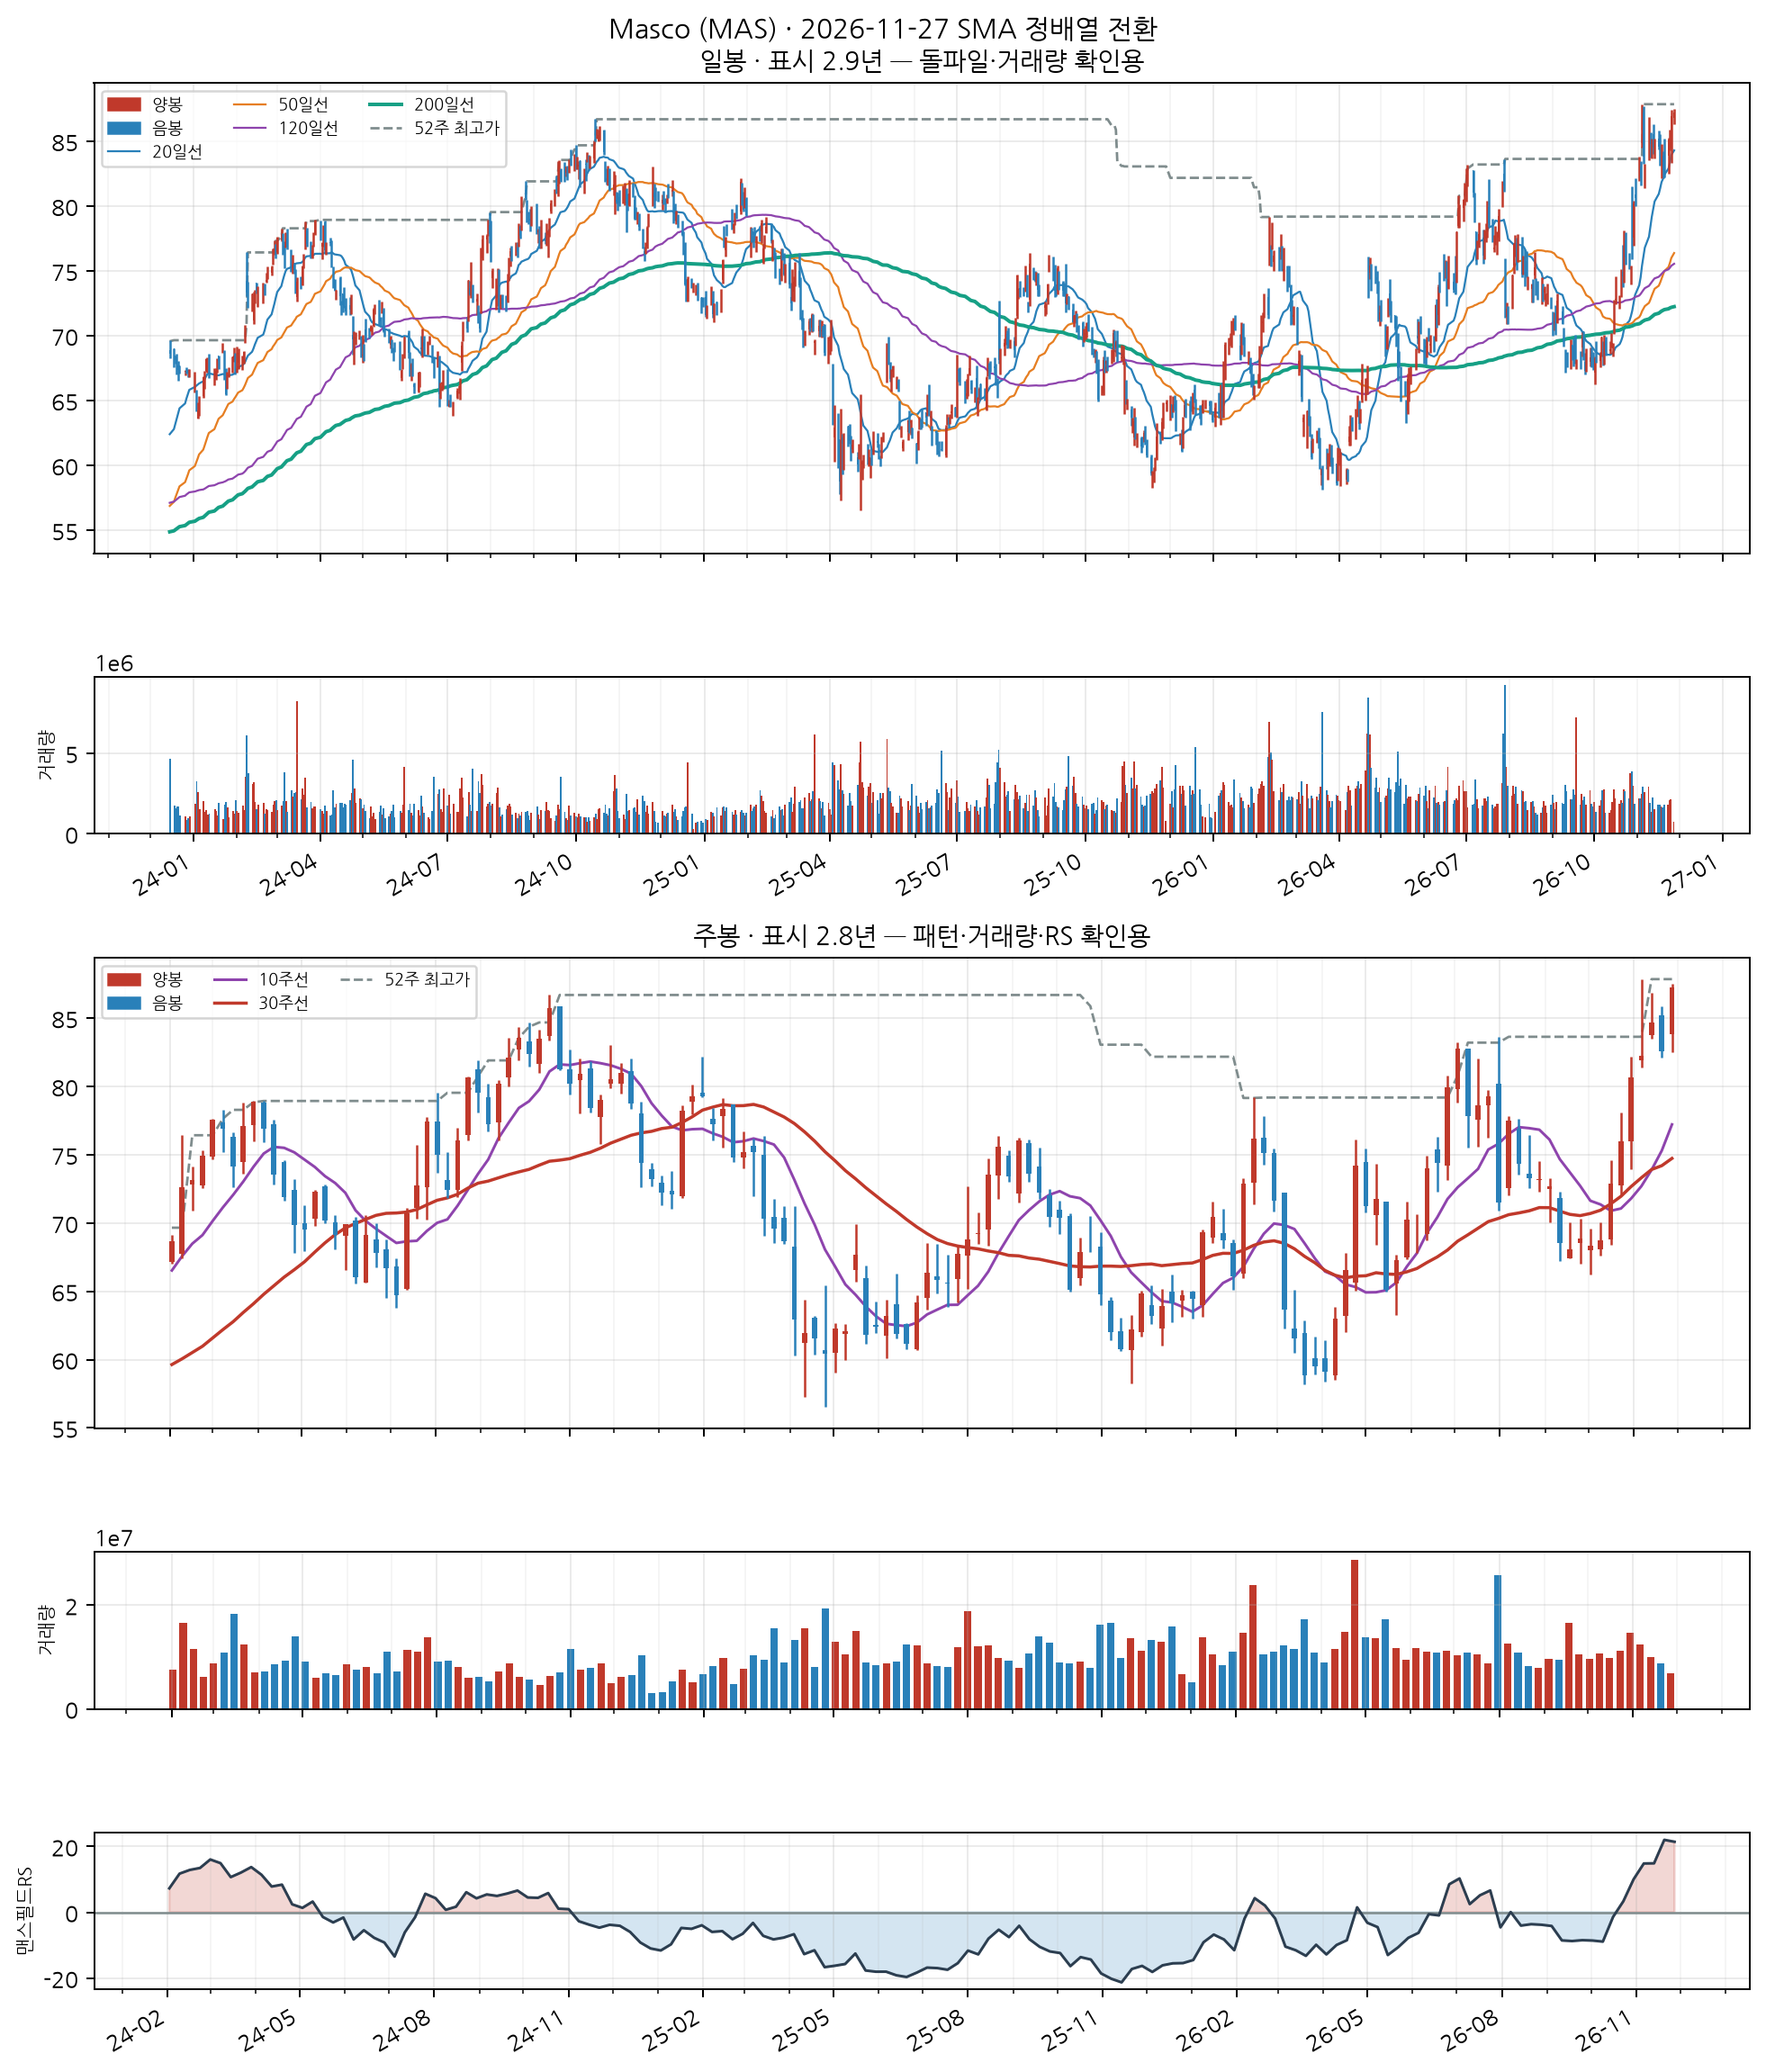 Masco (MAS) · 2026-11-27 SMA 정배열 전환
일봉 · 표시 2.9년 — 돌파일·거래량 확인용
양봉 50일선 200일선
음봉 120일선 52주 최고가
20일선
85
80
75
70
65
60
55
1e6
거래량
5
0
24-01 24-04 24-07 24-10 25-01 25-04 25-07 25-10 26-01 26-04 26-07 26-10 27-01
주봉 · 표시 2.8년 — 패턴·거래량·RS 확인용
양봉 10주선 52주 최고가
음봉 30주선
85
80
75
70
65
60
55
1e7
거래량
2
0
맨스필드RS
20
0
-20
24-02 24-05 24-08 24-11 25-02 25-05 25-08 25-11 26-02 26-05 26-08 26-11